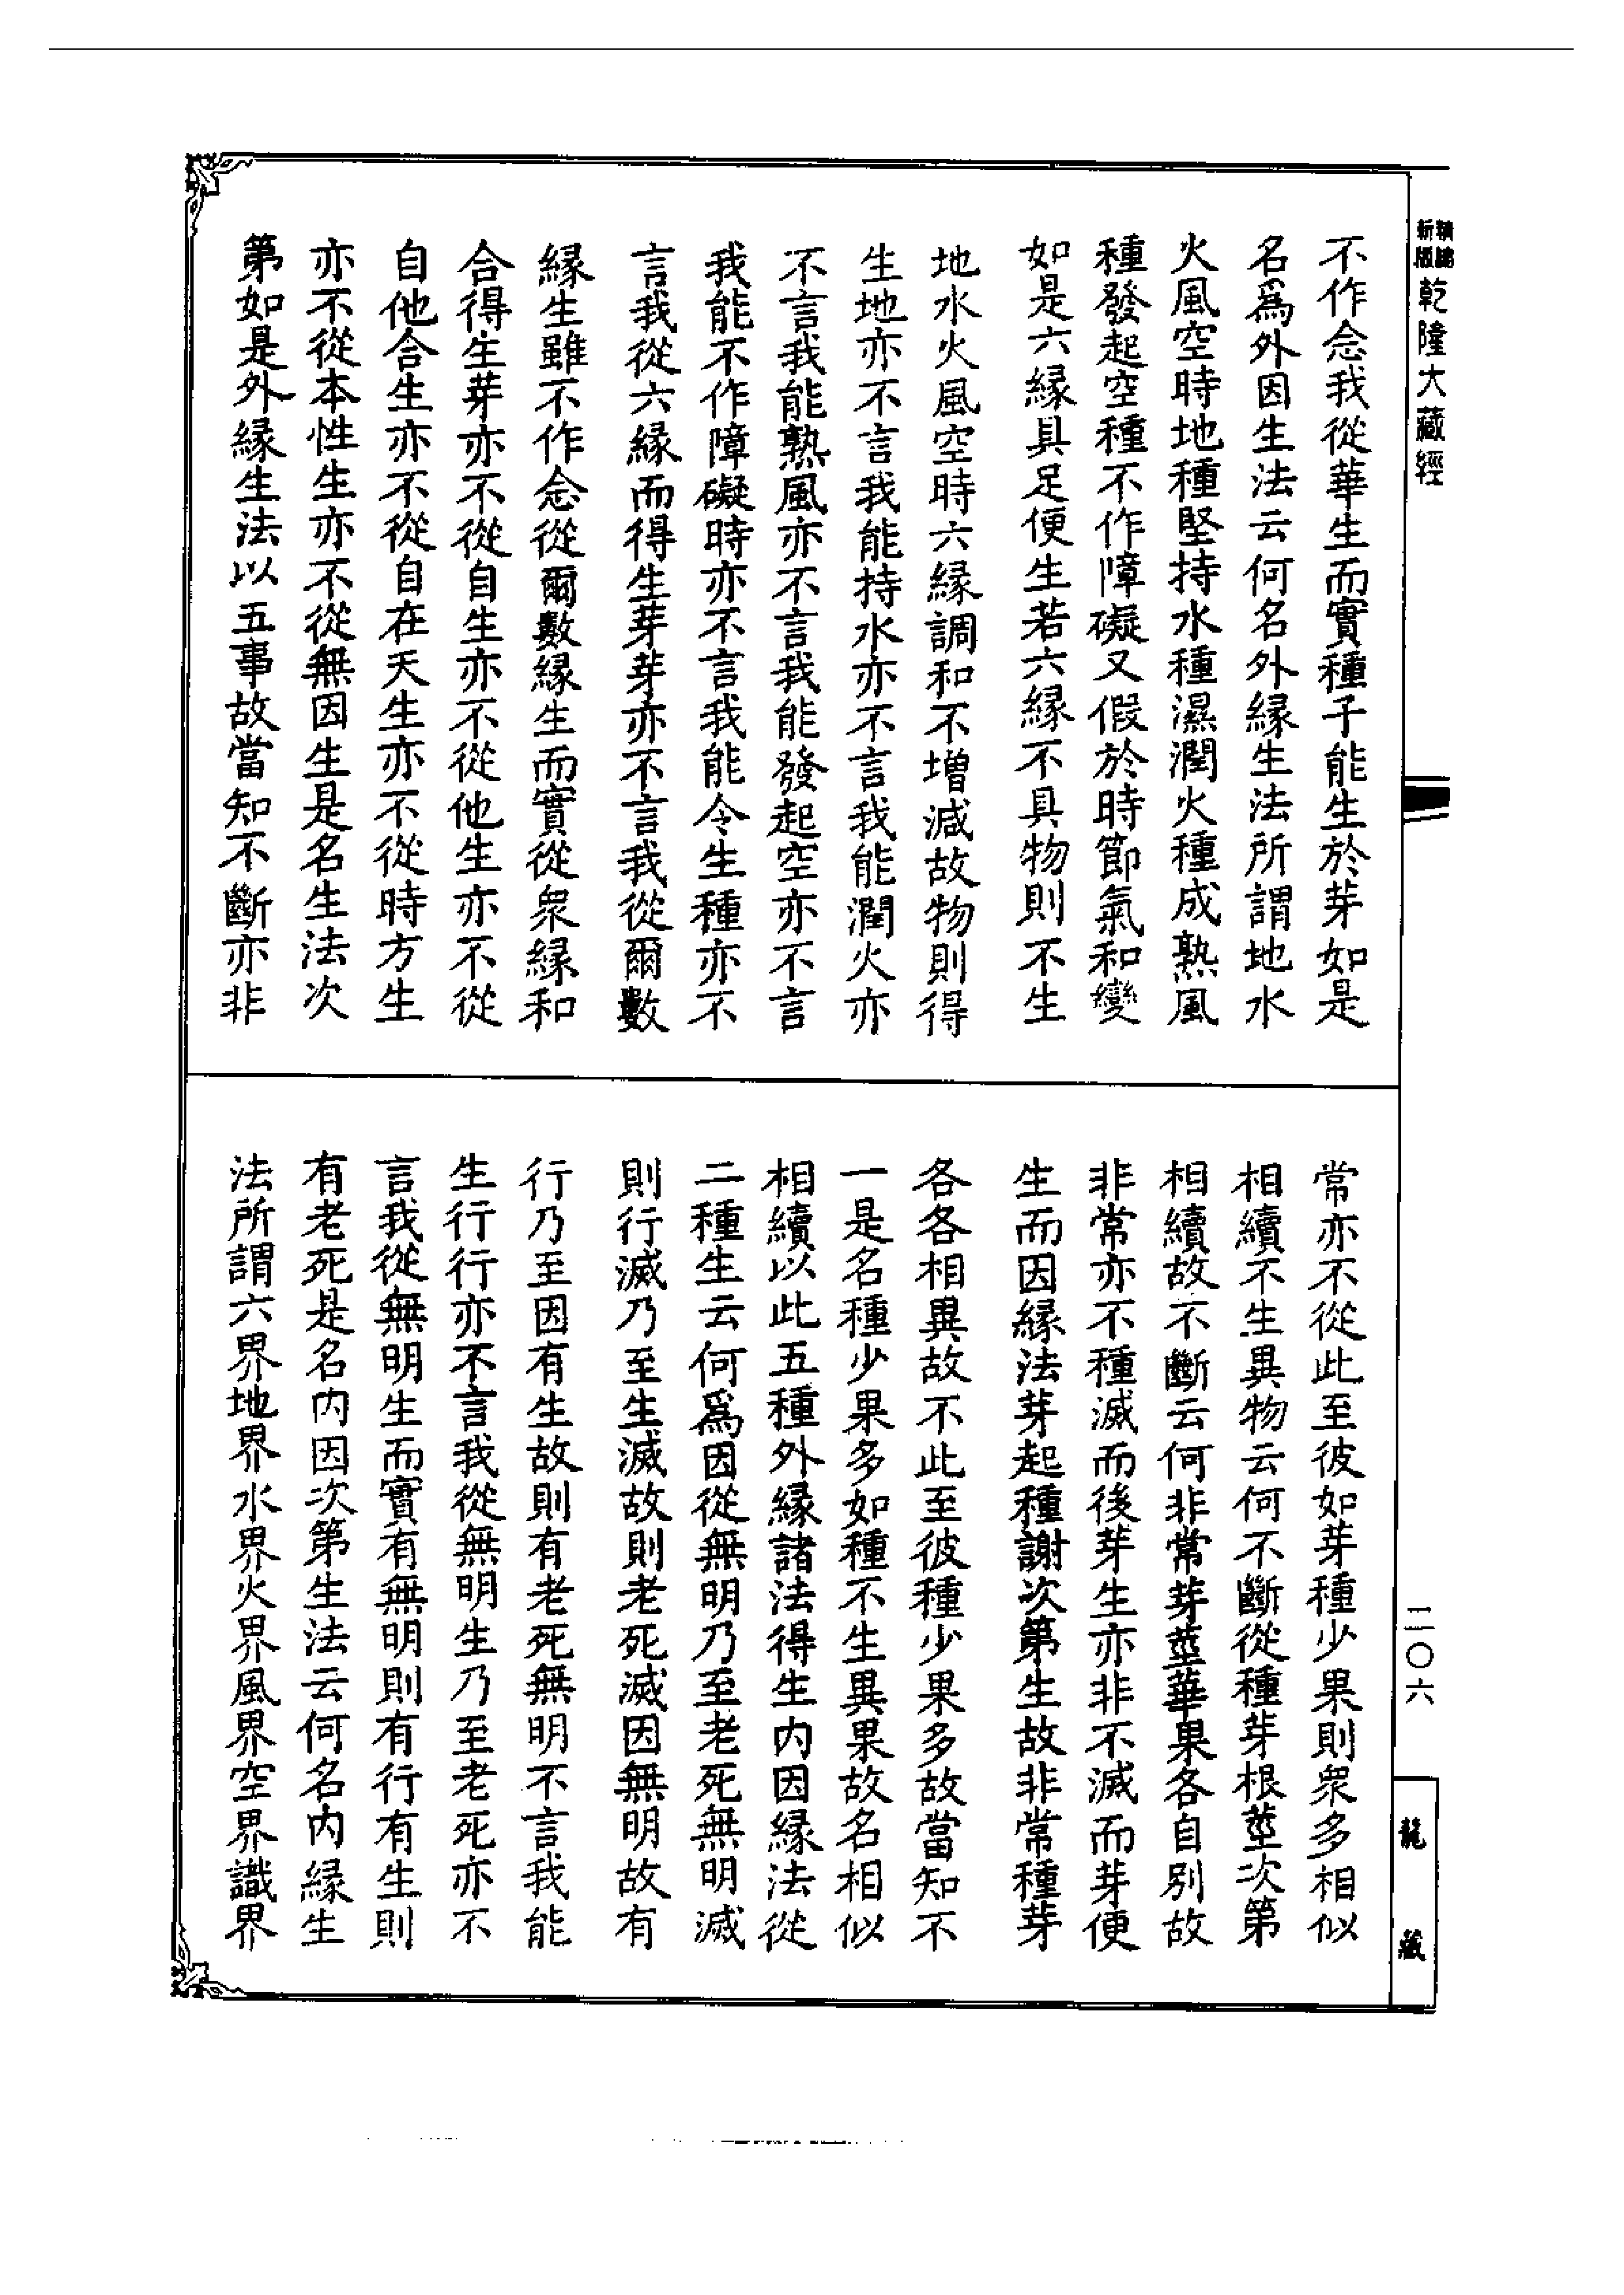 不作念我從華生而實種子能生於芽如是
名爲外因生法云何名外緣生法所謂地水
火風空時地種堅持水種濕潤火種成熟風
種發起空種不作障礙又假於時節氣和變
如是六緣具足便生若六緣不具物則不生
地水火風空時六緣調和不增減故物則得
生地亦不言我能持水亦不言我能潤火亦
不言我能熟風亦不言我能發起空亦不言
我能不作障礙時亦不言我能令生種亦不
言我從六緣而得生芽芽亦不言我從爾數
緣生雖不作念從爾數緣生而實從衆緣和
合得生芽亦不從自生亦不從他生亦不從
自他合生亦不從自在天生亦不從時方生
亦不從本性生亦不從無因生是名生法次
第如是外緣生法以五事故當知不斷亦非
常亦不從此至彼如芽種少果則衆多相似
相續不生異物云何不斷從種芽根莖次第
相續故不斷云何非常芽莖華果各自別故
非常亦不種滅而後芽生亦非不滅而芽便
生而因緣法芽起種謝次第生故非常種芽
各各相異故不此至彼種少果多故當知不
一是名種少果多如種不生異果故名相似
相續以此五種外緣諸法得生內因緣法從
二種生云何爲因從無明乃至老死無明滅
則行滅乃至生滅故則老死滅因無明故有
行乃至因有生故則有老死無明不言我能
生行行亦不言我從無明生乃至老死亦不
言我從無明生而實有無明則有行有生則
有老死是名內因次第生法云何名內緣生
法所謂六界地界水界火界風界空界識界
新版
精縮
乾隆大藏經
二〇六
龍藏